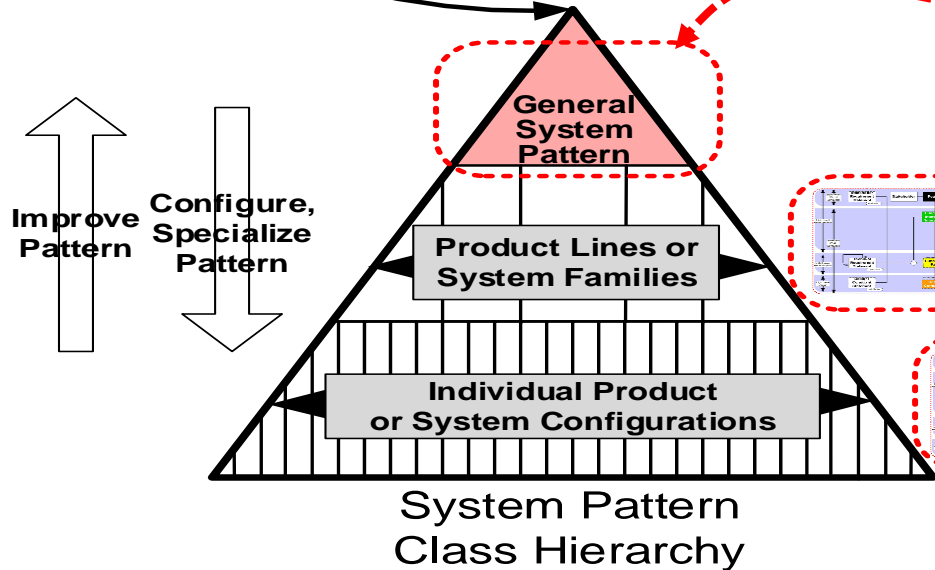 General
System
Pattern
Improve
Pattern
Configure,
Specialize
Pattern
Product Lines or
System Families
Individual Product
or System Configurations
System Pattern
Class Hierarchy
Stakeholder